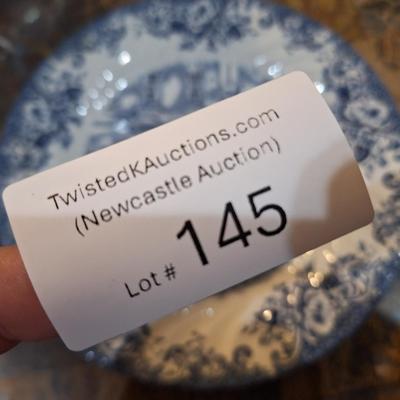 TwistedKAuctions.com
(Newcastle Auction)
Lot # 145